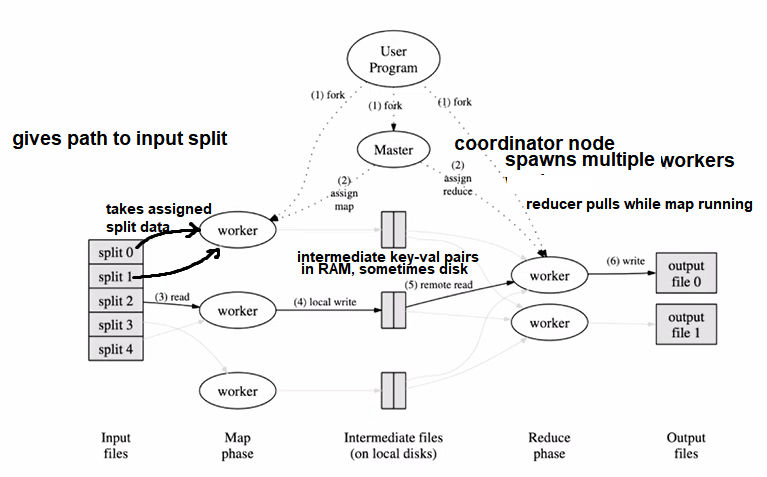 User
Program
(1) fork
(1) fork
(1) fork
gives path to input split
Master
coordinator node
spawns multiple workers
(2)
assign
map
(2)
assign
reduce
reducer pulls while map running
takes assigned
split data
worker
split 0
split 1
split 2
split 3
split 4
(3) read
worker
(4) local write
worker
intermediate key-val pairs
in RAM, sometimes disk
(5) remote read
worker
worker
(6) write
output
file 0
output
file 1
Input
files
Map
phase
Intermediate files
(on local disks)
Reduce
phase
Output
files